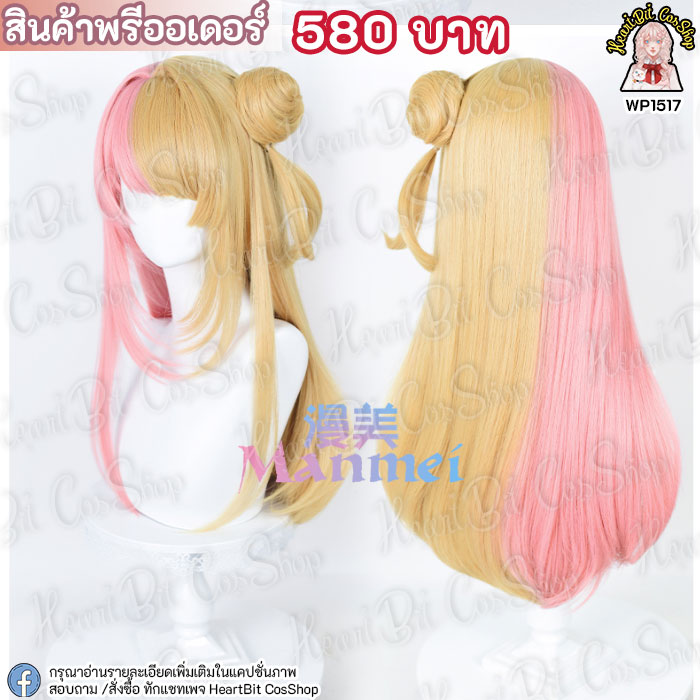 สินค้าพรีออเดอร์ 580 บาท
HeartBit CosShop
WP1517
漫美
Manmei
HeartBit CosShop
กรุณาอ่านรายละเอียดเพิ่มเติมในแคปชั่นภาพ
สอบถาม /สั่งซื้อ ทักแชทเพจ HeartBit CosShop